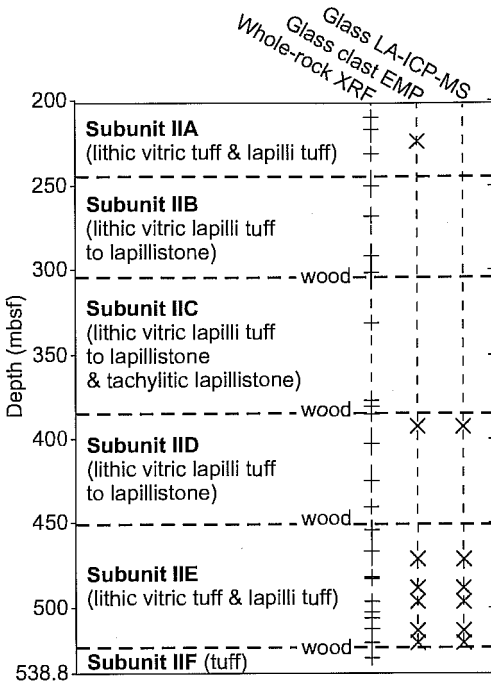 Glass LA-ICP-MS
Glass clast EMP
Whole-rock XRF
200
Subunit IIA
(lithic vitric tuff & lapilli tuff)
250
Subunit IIB
(lithic vitric lapilli tuff
to lapillistone)
300
wood
Subunit IIC
(lithic vitric lapilli tuff
to lapillistone
& tachylitic lapillistone)
350
Depth (mbsf)
wood
400
Subunit IID
(lithic vitric lapilli tuff
to lapillistone)
450
wood
Subunit IIE
(lithic vitric tuff & lapilli tuff)
500
wood
Subunit IIF (tuff)
538.8